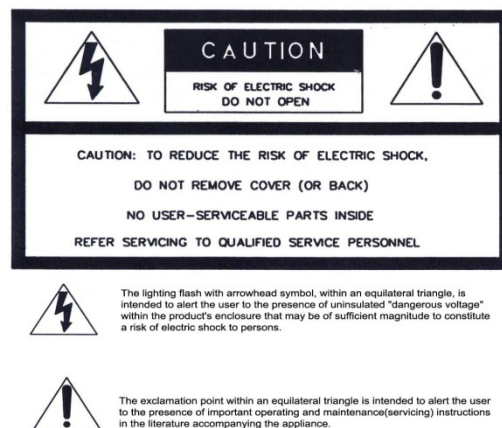 CAUTION
RISK OF ELECTRIC SHOCK
DO NOT OPEN
CAUTION: TO REDUCE THE RISK OF ELECTRIC SHOCK,
DO NOT REMOVE COVER (OR BACK)
NO USER-SERVICEABLE PARTS INSIDE
REFER SERVICING TO QUALIFIED SERVICE PERSONNEL
The lighting flash with arrowhead symbol, within an equilateral triangle, is
intended to alert the user to the presence of uninsulated "dangerous voltage"
within the product's enclosure that may be of sufficient magnitude to constitute
a risk of electric shock to persons.
The exclamation point within an equilateral triangle is intended to alert the user
to the presence of important operating and maintenance(servicing) instructions
in the literature accompanying the appliance.